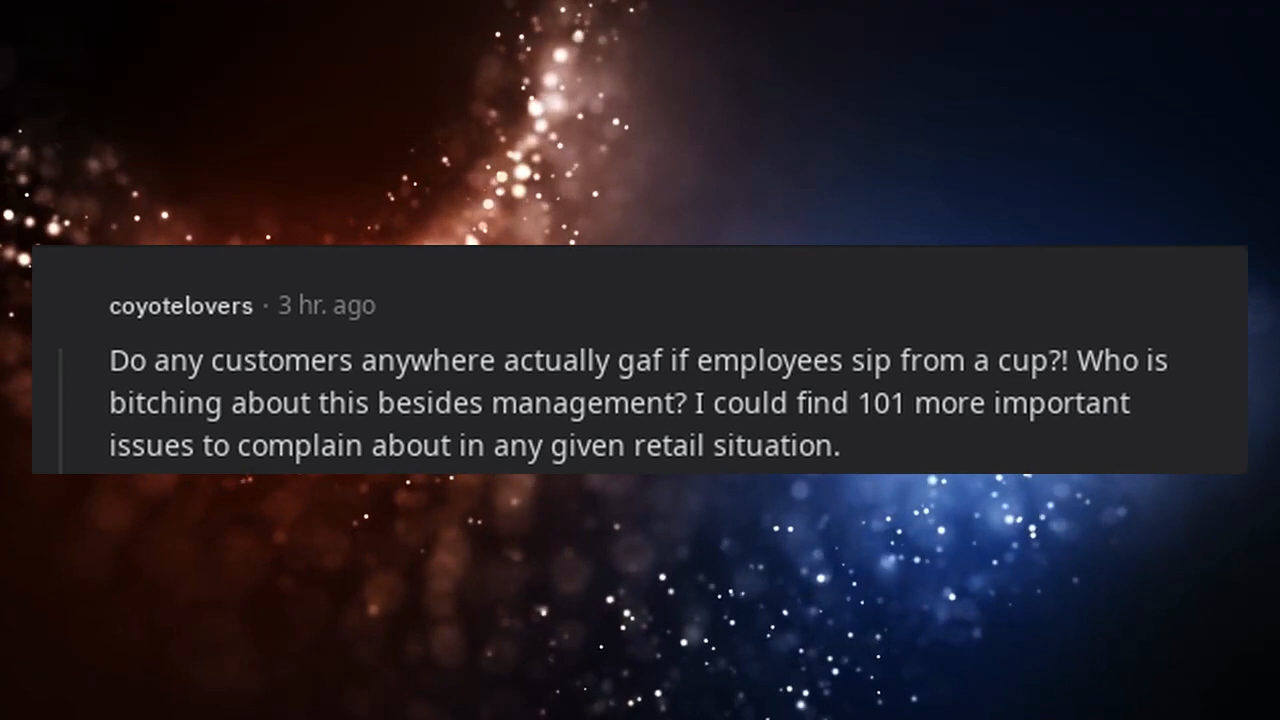 coyotelovers · 3 hr. ago
Do any customers anywhere actually gaf if employees sip from a cup?! Who is
bitching about this besides management? I could find 101 more important
issues to complain about in any given retail situation.